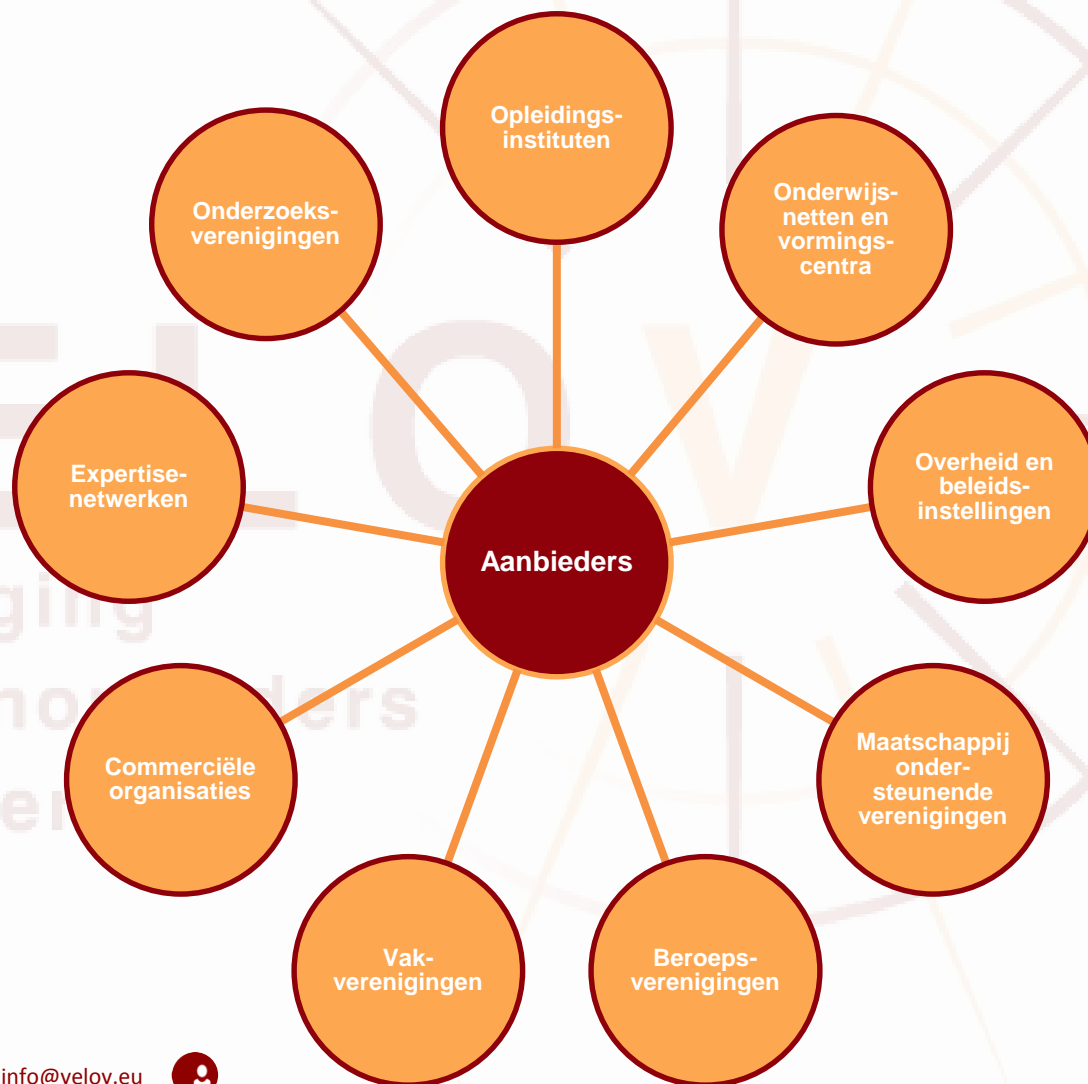 Opleidings-
instituten
Onderwijs-
netten en
vormings-
centra
Onderzoeks-
verenigingen
Overheid en
beleids-
instellingen
Expertise-
netwerken
Aanbieders
Maatschappij
onder-
steunende
verenigingen
Commerciële
organisaties
Vak-
verenigingen
Beroeps-
verenigingen
info@velov.eu